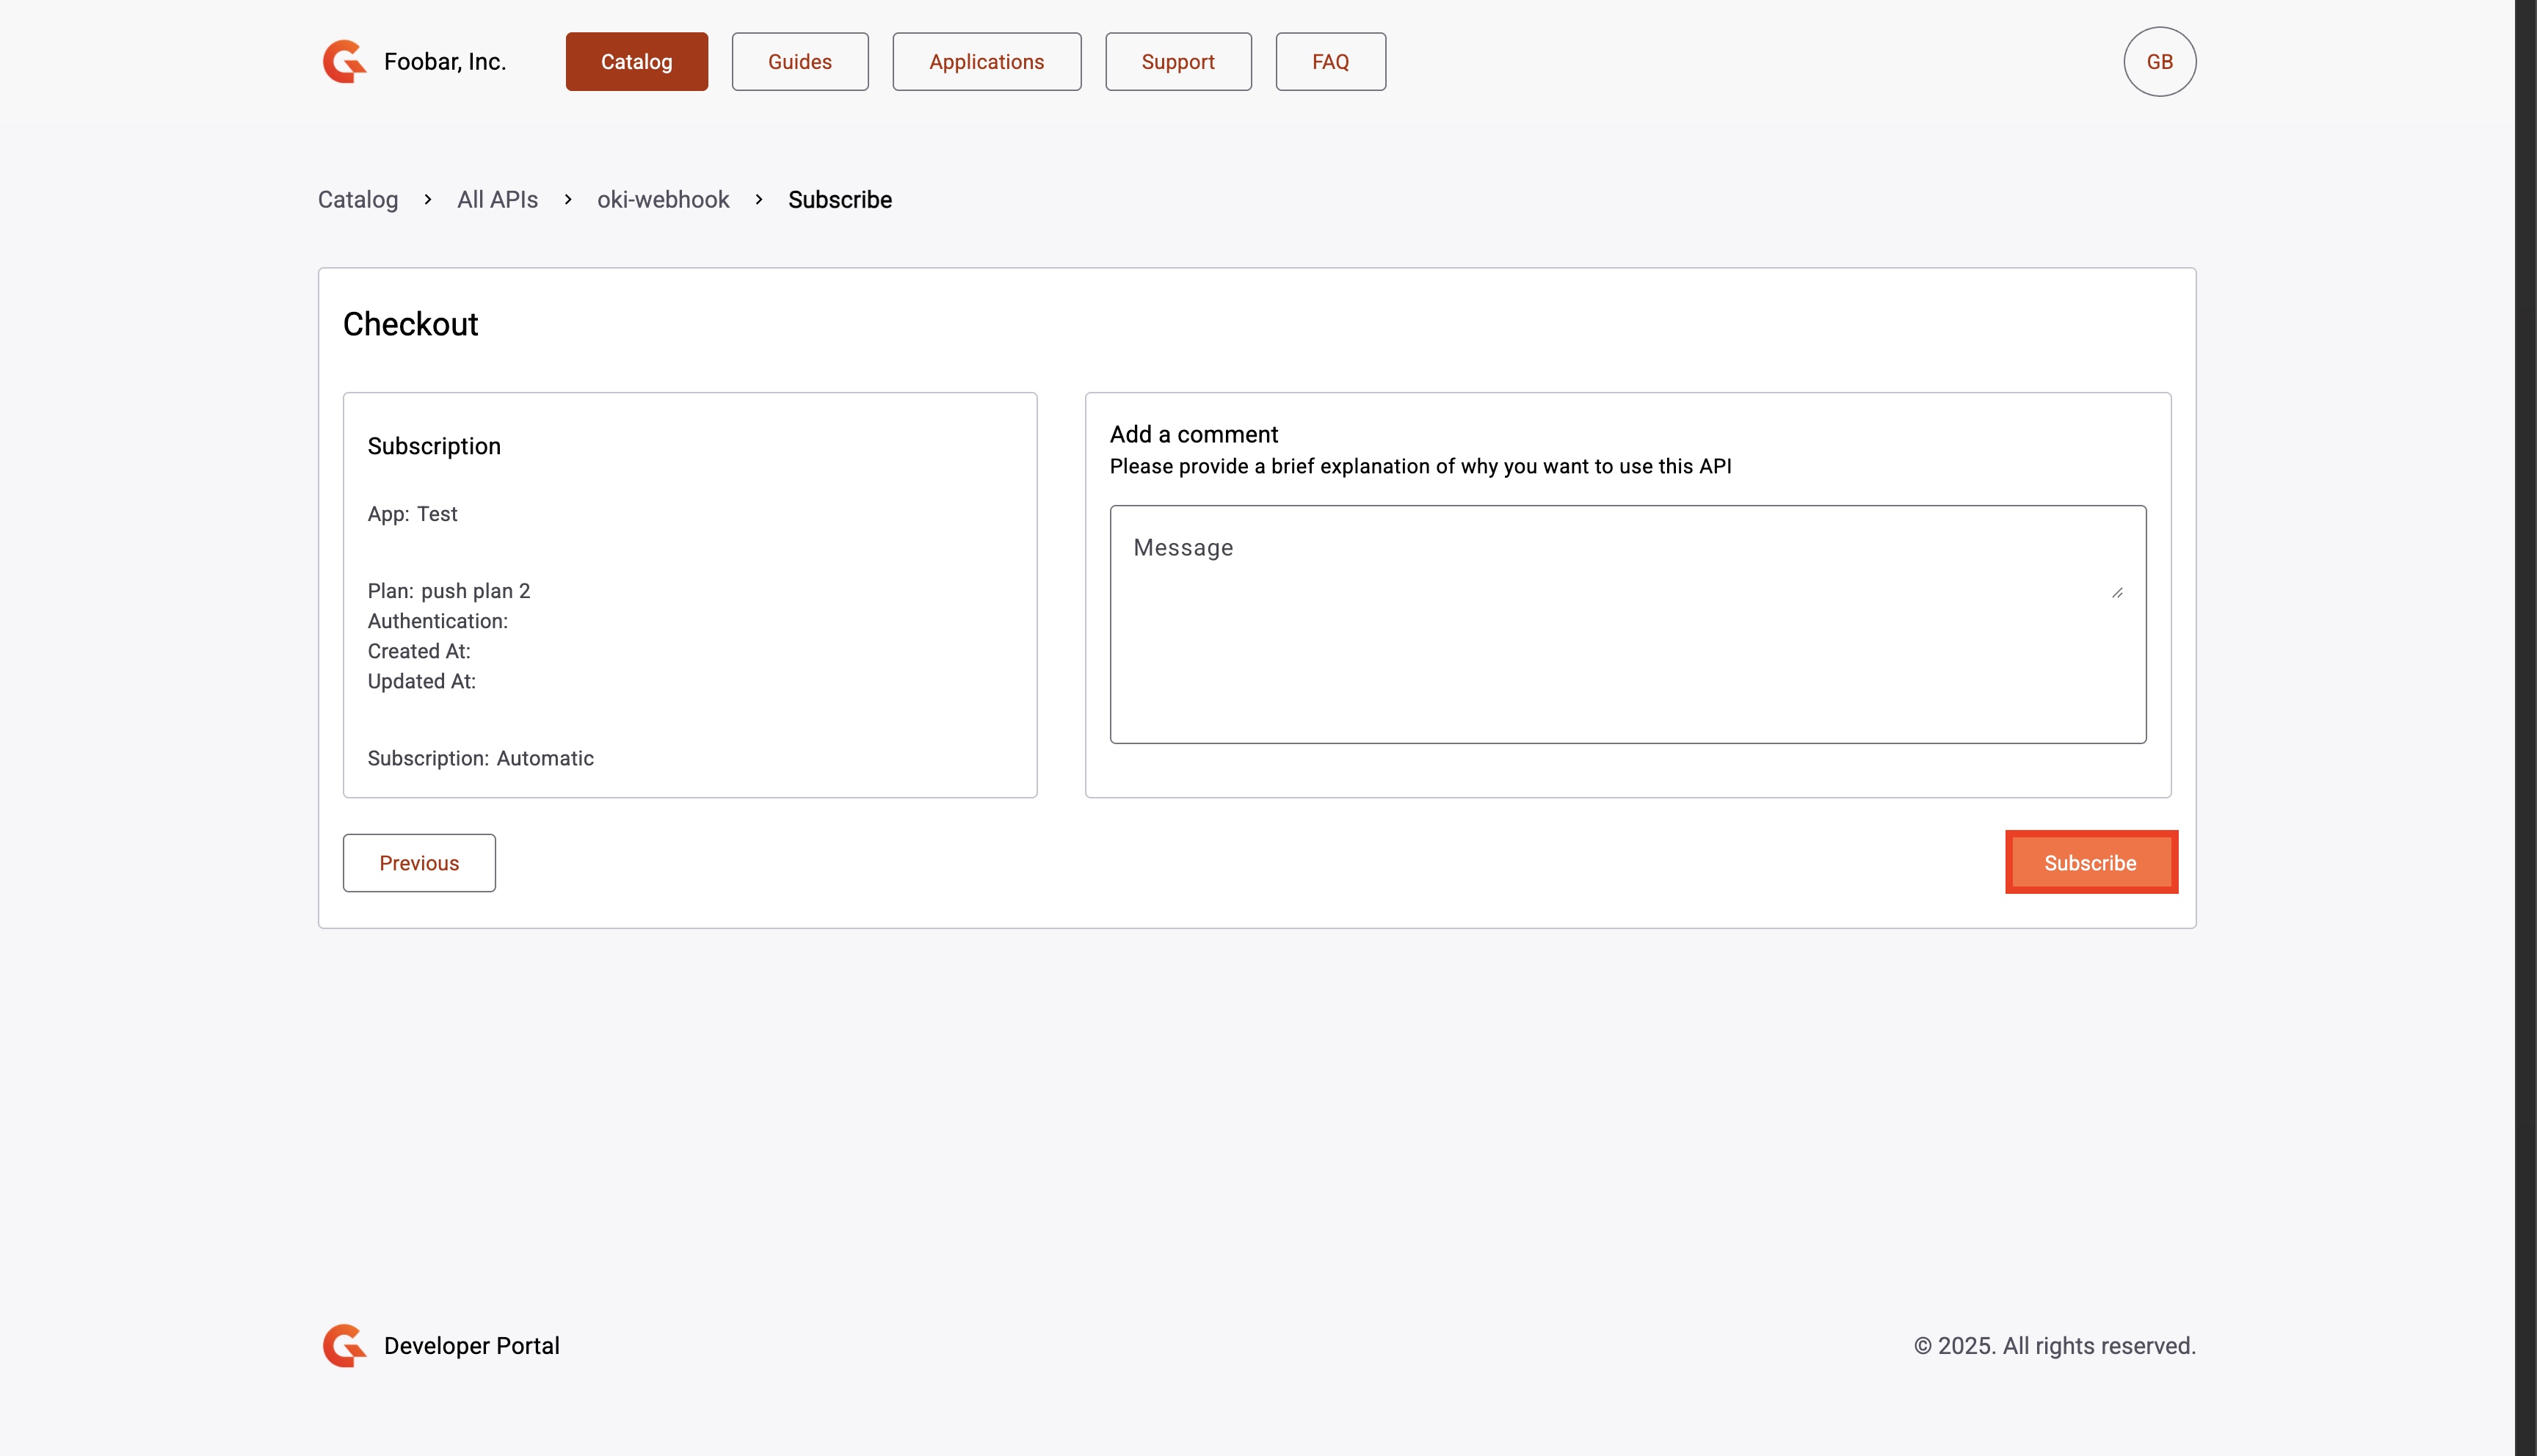 Foobar, Inc.
Catalog
Guides
Applications
Support
FAQ
GB
Catalog > All APIs > oki-webhook > Subscribe
Checkout
Subscription
App: Test
Plan: push plan 2
Authentication:
Created At:
Updated At:
Subscription: Automatic
Add a comment
Please provide a brief explanation of why you want to use this API
Message
Previous
Subscribe
Developer Portal
© 2025. All rights reserved.